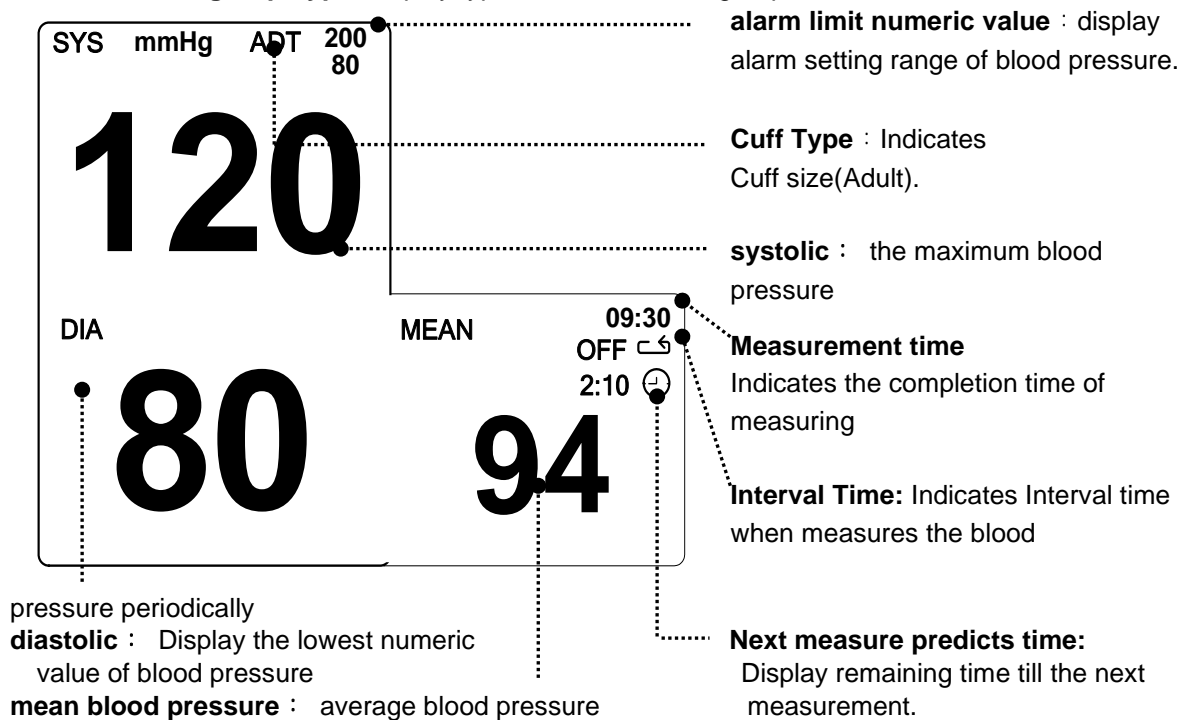 alarm limit numeric value : display
alarm setting range of blood pressure.
SYS mmHg ADT 200
80
120
Cuff Type : Indicates
Cuff size(Adult).
systolic : the maximum blood
pressure
DIA
80
MEAN
09:30
OFF
2:10
94
Measurement time
Indicates the completion time of
measuring
Interval Time: Indicates Interval time
when measures the blood
pressure periodically
diastolic : Display the lowest numeric
value of blood pressure
mean blood pressure : average blood pressure
Next measure predicts time:
Display remaining time till the next
measurement.